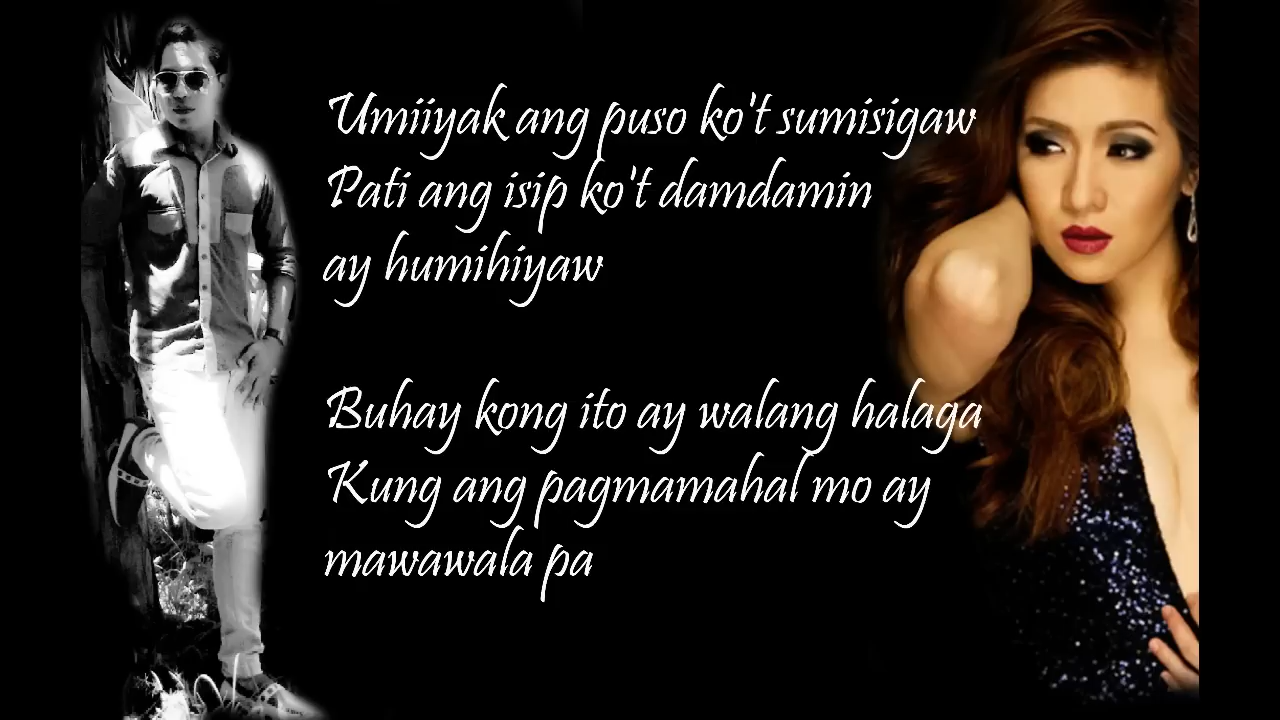 Umiiyak ang puso ko't sumisigaw
Pati ang isip ko't damdamin
ay humihiyaw
Buhay kong ito ay walang halaga
Kung ang pagmamahal mo ay
mawawala pa